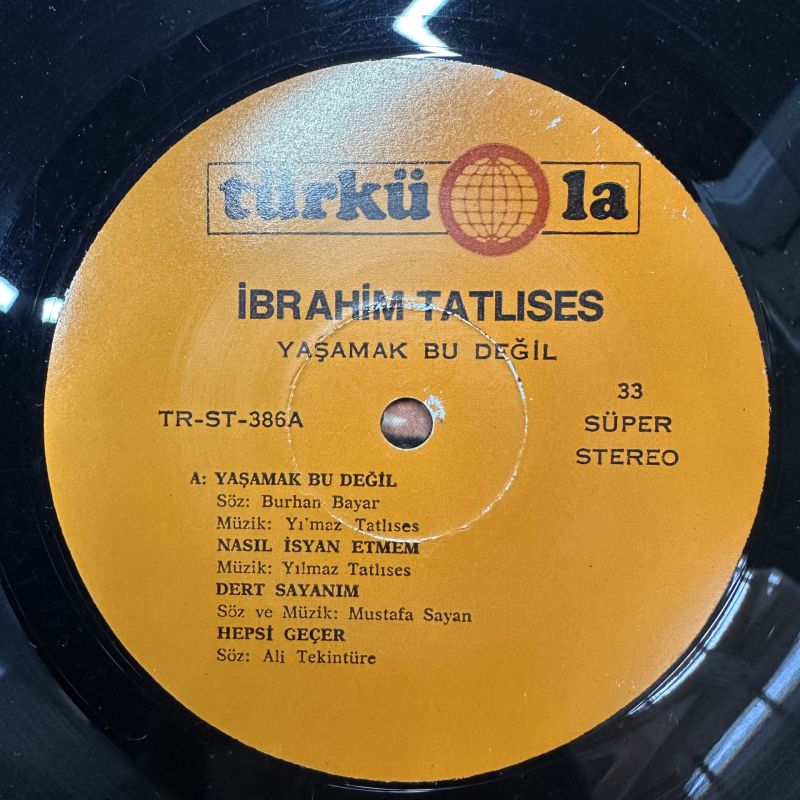 türkü la
İBRAHİM TATLISES
YAŞAMAK BU DEĞİL
TR-ST-386A
33
SÜPER
STEREO
A: YAŞAMAK BU DEĞİL
Söz: Burhan Bayar
Müzik: Yı'maz Tatlıses
NASIL İSYAN ETMEM
Müzik: Yılmaz Tatlıses
DERT SAYANIM
Söz ve Müzik: Mustafa Sayan
HEPSİ GEÇER
Söz: Ali Tekintüre